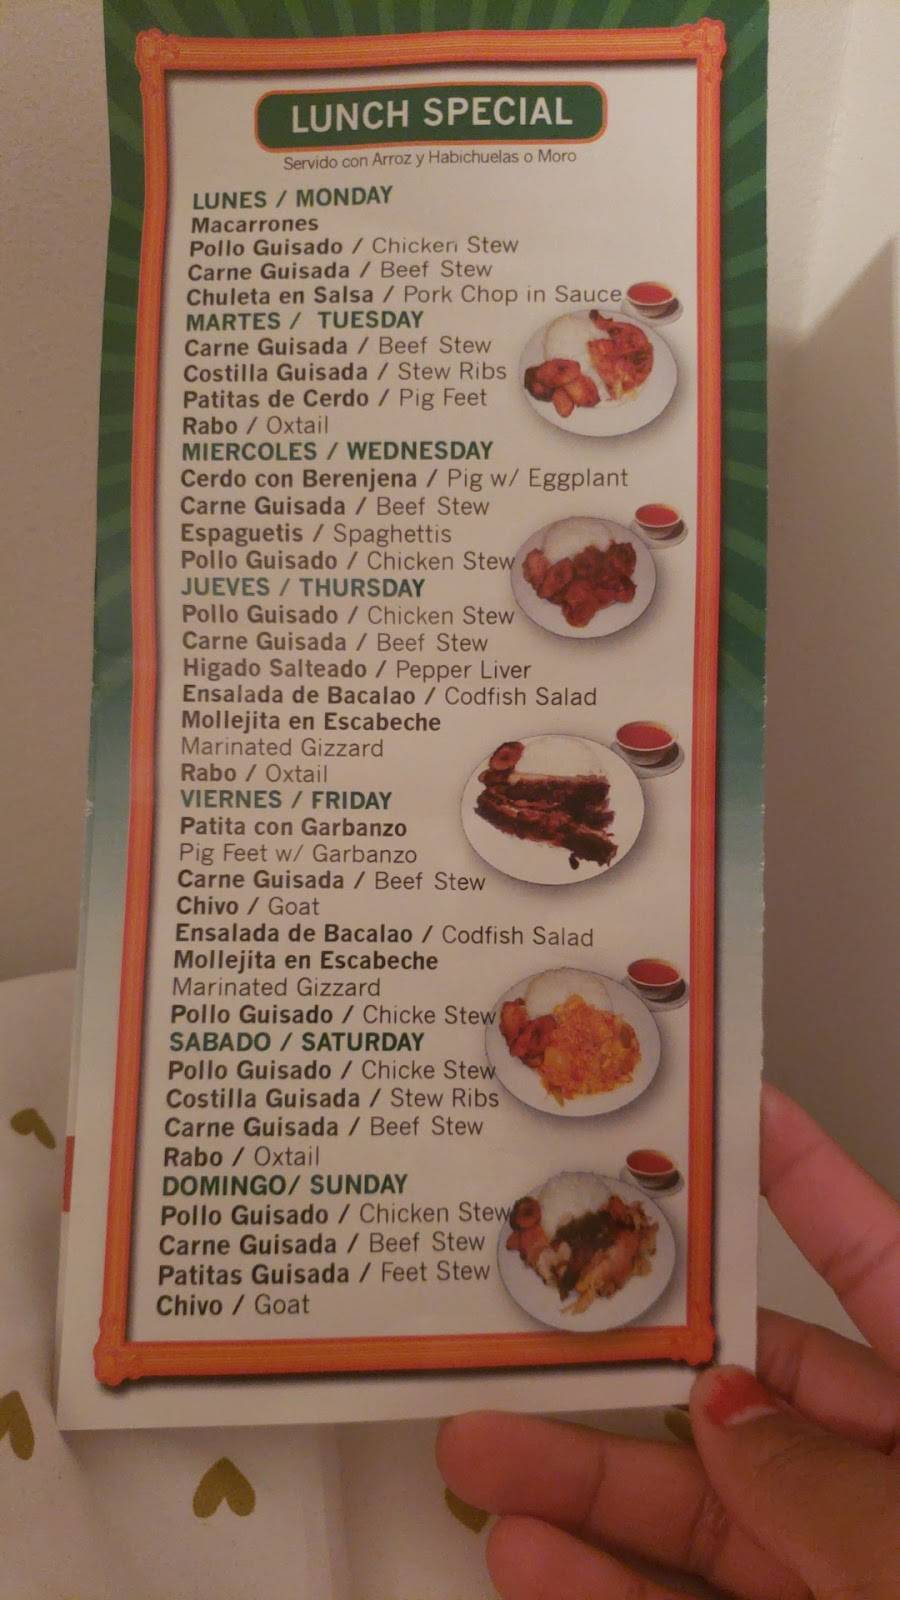 LUNCH SPECIAL
Servido con Arroz y Habichuelas o Moro
LUNES / MONDAY
Macarrones
Pollo Guisado / Chicken Stew
Carne Guisada / Beef Stew
Chuleta en Salsa / Pork Chop in Sauce
MARTES / TUESDAY
Carne Guisada / Beef Stew
Costilla Guisada / Stew Ribs
Patitas de Cerdo / Pig Feet
Rabo / Oxtail
MIERCOLES / WEDNESDAY
Cerdo con Berenjena / Pig w/ Eggplant
Carne Guisada / Beef Stew
Espaguetis / Spaghettis
Pollo Guisado / Chicken Stew
JUEVES / THURSDAY
Pollo Guisado / Chicken Stew
Carne Guisada / Beef Stew
Higado Salteado / Pepper Liver
Ensalada de Bacalao / Codfish Salad
Mollejita en Escabeche
Marinated Gizzard
Rabo / Oxtail
VIERNES / FRIDAY
Patita con Garbanzo
Pig Feet w/ Garbanzo
Carne Guisada / Beef Stew
Chivo / Goat
Ensalada de Bacalao / Codfish Salad
Mollejita en Escabeche
Marinated Gizzard
Pollo Guisado / Chicke Stew
SABADO / SATURDAY
Pollo Guisado / Chicke Stew
Costilla Guisada / Stew Ribs
Carne Guisada / Beef Stew
Rabo / Oxtail
DOMINGO/ SUNDAY
Pollo Guisado / Chicken Stew
Carne Guisada / Beef Stew
Patitas Guisada / Feet Stew
Chivo / Goat